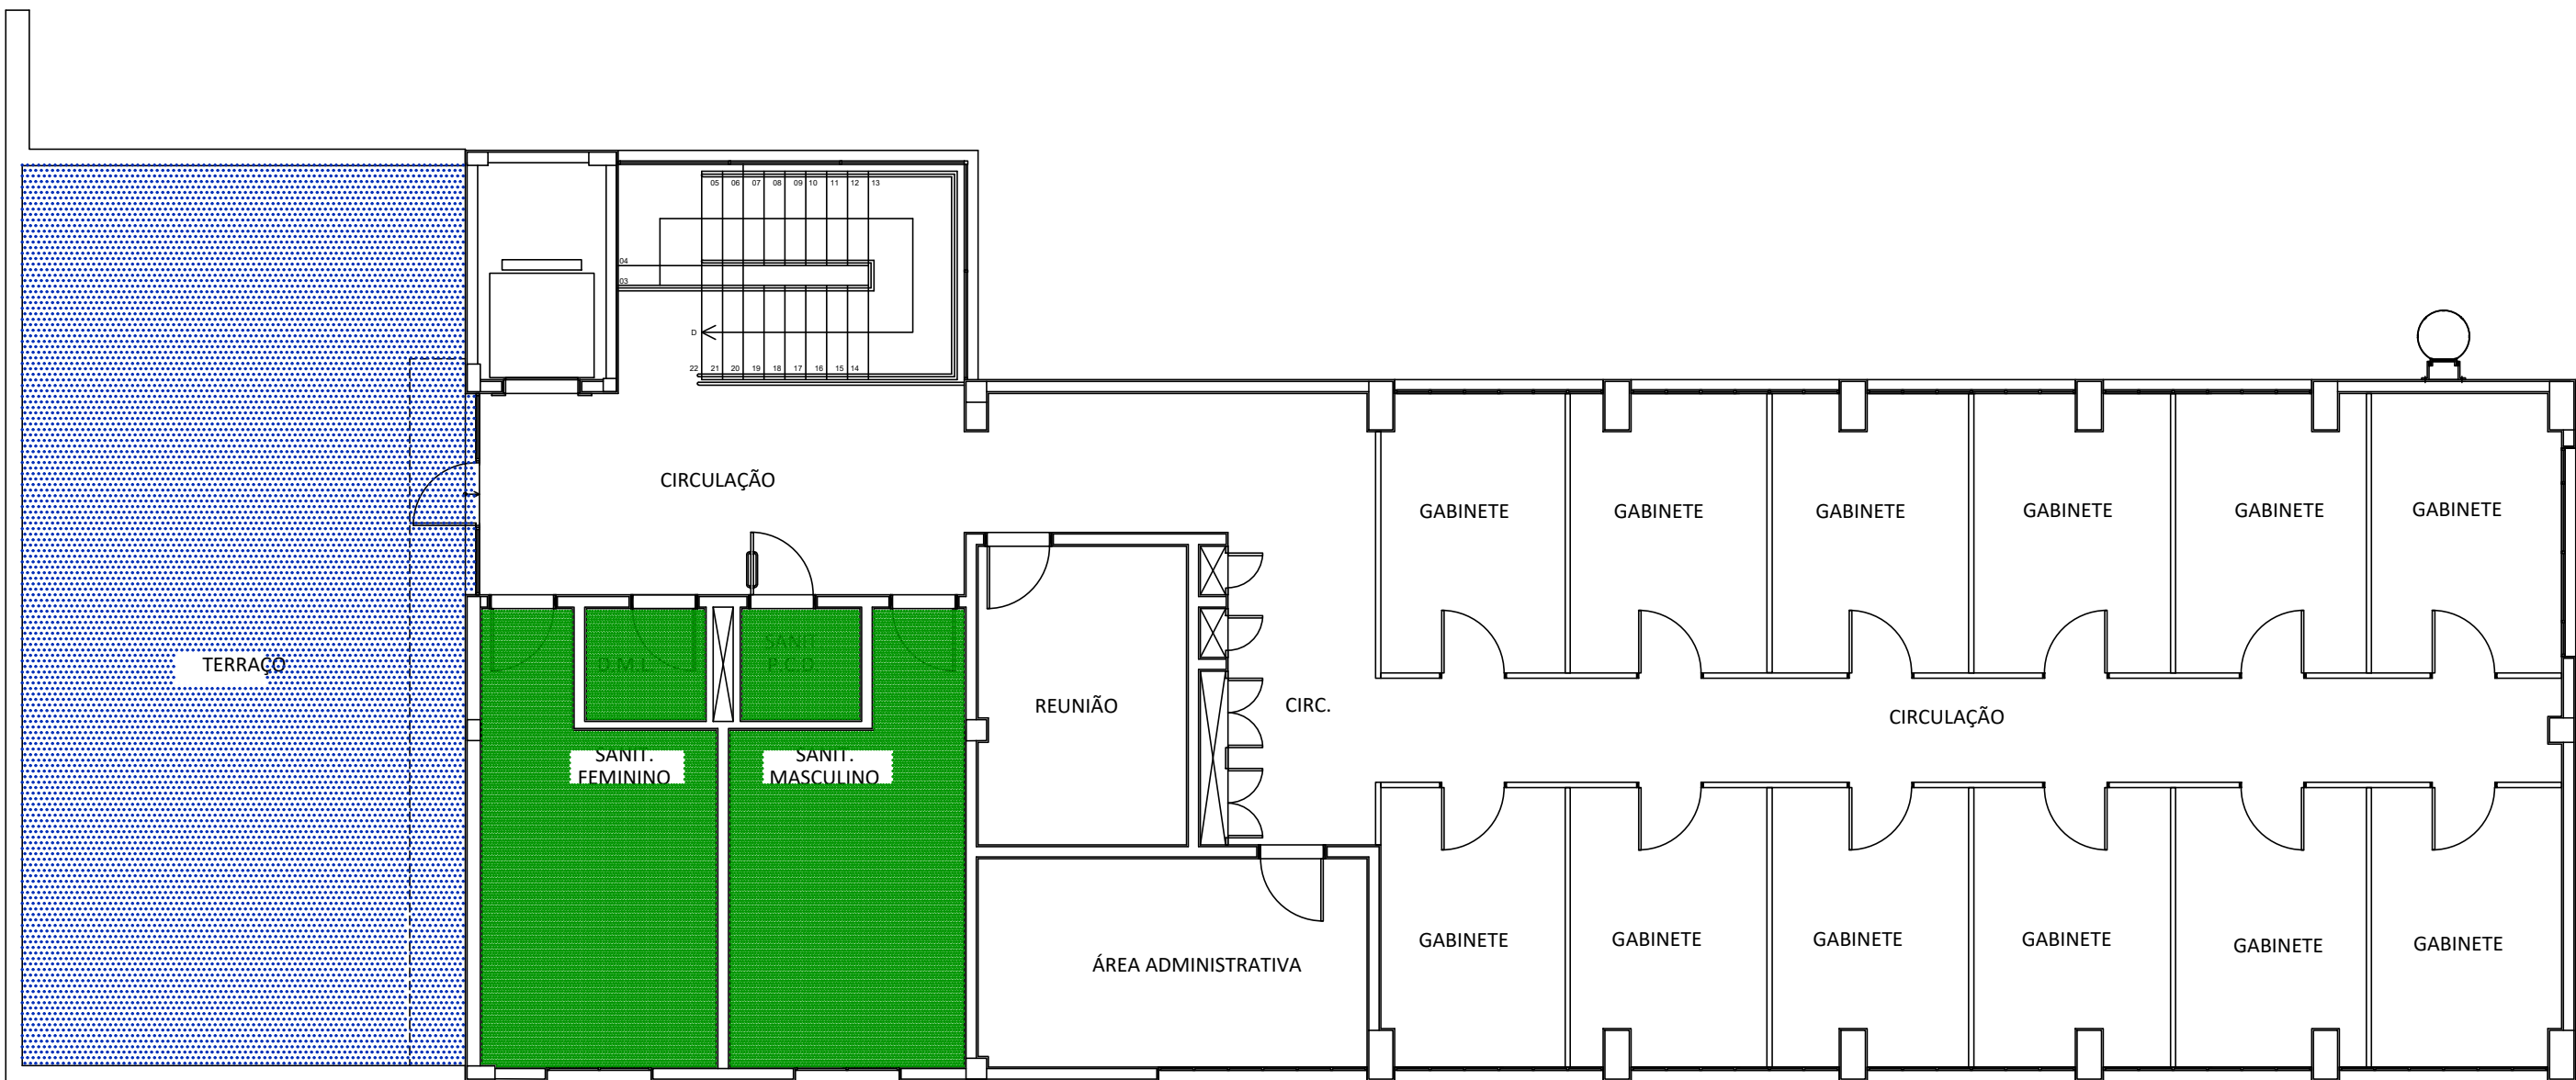 05 06 07 08 09 10 11 12 13
04
03
D
22 21 20 19 18 17 16 15 14
CIRCULAÇÃO
GABINETE GABINETE GABINETE GABINETE GABINETE GABINETE
SANIT.
P.C.D.
D.M.L.
TERRAÇO
REUNIÃO
CIRC.
CIRCULAÇÃO
SANIT.
FEMININO
SANIT.
MASCULINO
GABINETE GABINETE GABINETE GABINETE GABINETE GABINETE
ÁREA ADMINISTRATIVA